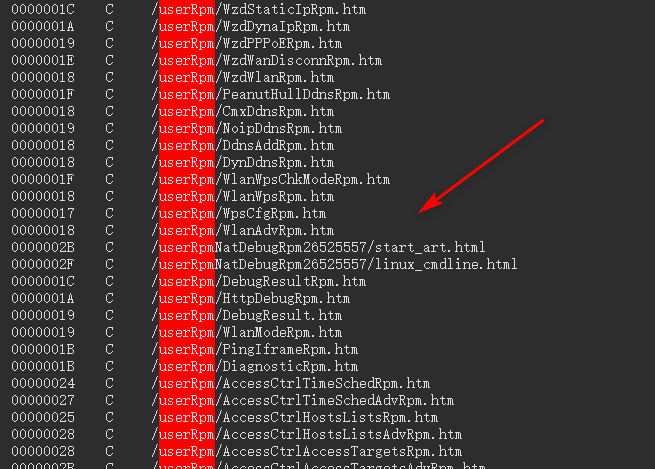 0000001C C /userRpm/WzdStaticIpRpm.htm
0000001A C /userRpm/WzdDynaIpRpm.htm
00000019 C /userRpm/WzdPPPoERpm.htm
0000001E C /userRpm/WzdWanDisconnRpm.htm
00000018 C /userRpm/WzdWlanRpm.htm
0000001F C /userRpm/PeanutHullDdnsRpm.htm
00000018 C /userRpm/CmxDdnsRpm.htm
00000019 C /userRpm/NoipDdnsRpm.htm
00000018 C /userRpm/DdnsAddRpm.htm
00000018 C /userRpm/DynDdnsRpm.htm
0000001F C /userRpm/WlanWpsChkModeRpm.htm
00000018 C /userRpm/WlanWpsRpm.htm
00000017 C /userRpm/WpsCfgRpm.htm
00000018 C /userRpm/WlanAdvRpm.htm
0000002B C /userRpmNatDebugRpm26525557/start_art.html
0000002F C /userRpmNatDebugRpm26525557/linux_cmdline.html
0000001C C /userRpm/DebugResultRpm.htm
0000001A C /userRpm/HttpDebugRpm.htm
00000019 C /userRpm/DebugResult.htm
00000019 C /userRpm/WlanModeRpm.htm
0000001B C /userRpm/PingIframeRpm.htm
0000001B C /userRpm/DiagnosticRpm.htm
00000024 C /userRpm/AccessCtrlTimeSchedRpm.htm
00000027 C /userRpm/AccessCtrlTimeSchedAdvRpm.htm
00000025 C /userRpm/AccessCtrlHostsListsRpm.htm
00000028 C /userRpm/AccessCtrlHostsListsAdvRpm.htm
00000028 C /userRpm/AccessCtrlAccessTargetsRpm.htm
0000002B C /userRpm/AccessCtrlAccessTargetsAdvRpm.htm